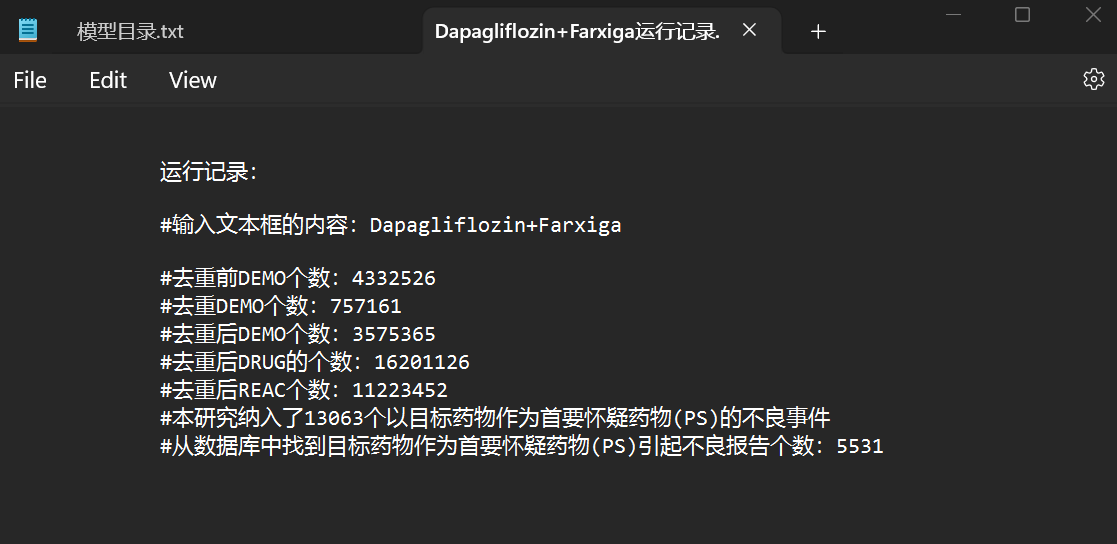 模型目录.txt
Dapagliflozin+Farxiga运行记录.
File Edit View
运行记录:
#输入文本框的内容: Dapagliflozin+Farxiga
#去重前DEMO个数: 4332526
#去重DEMO个数: 757161
#去重后DEMO个数: 3575365
#去重后DRUG的个数: 16201126
#去重后REAC个数: 11223452
#本研究纳入了13063个以目标药物作为首要怀疑药物(PS)的不良事件
#从数据库中找到目标药物作为首要怀疑药物(PS)引起不良报告个数: 5531